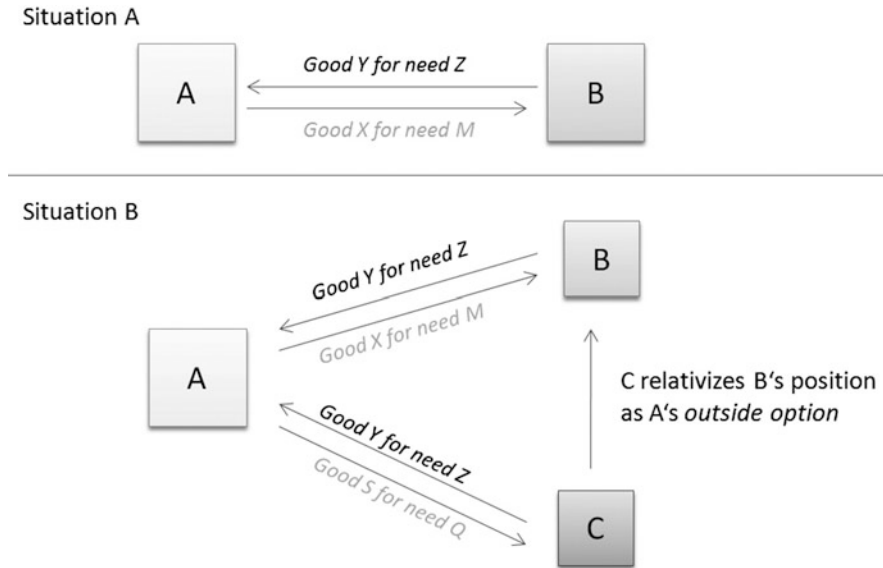 Situation A
Good Y for need Z
A
B
Good X for need M
Situation B
B
Good Y for need Z
Good X for need M
A
C relativizes B‘s position
as A‘s outside option
Good Y for need Z
Good S for need Q
C